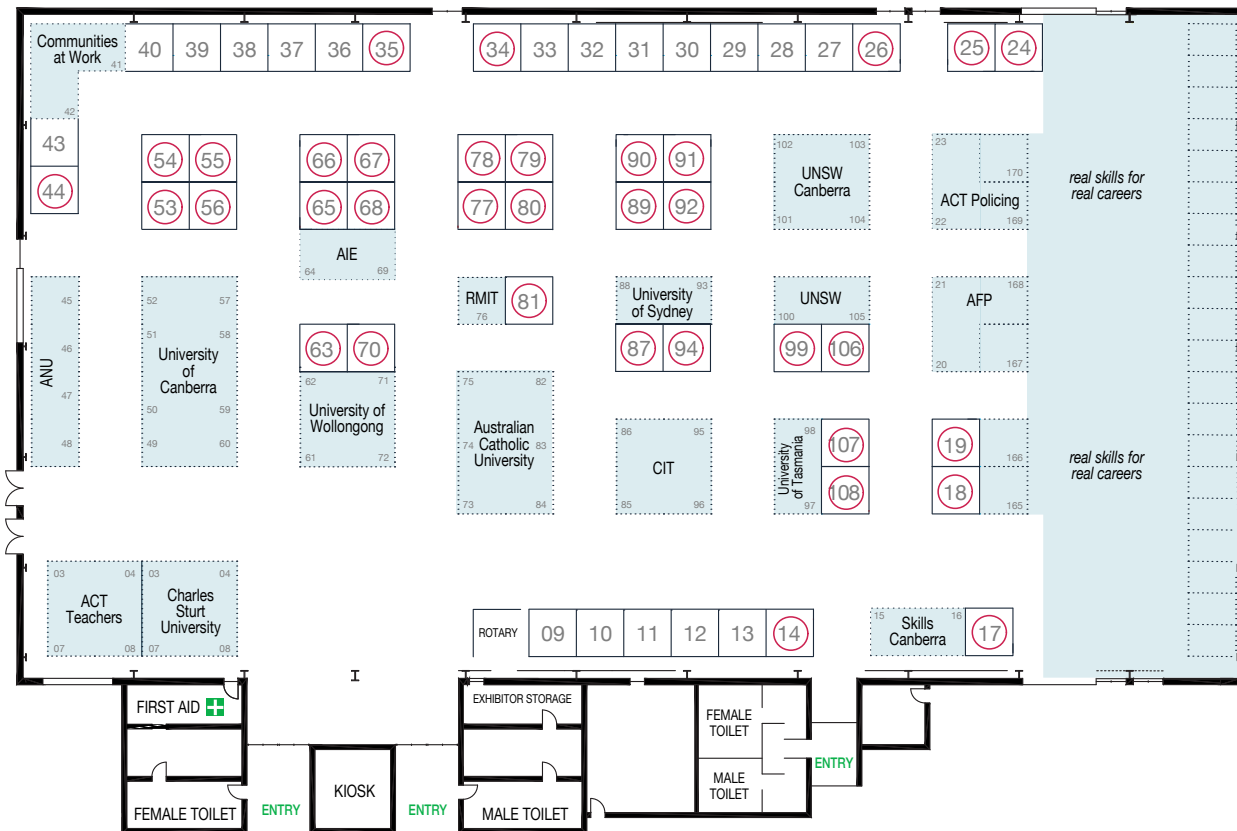 Communities
at Work
41
42
40
39
38
37
36
35
34
33
32
31
30
29
28
27
26
25
24
43
44
54
55
53
56
66
67
65
68
AIE
64
69
78
79
77
80
90
91
89
92
102
103
UNSW
Canberra
101
104
23
170
ACT Policing
22
169
real skills for
real careers
45
46
ANU
47
48
52
57
51
58
University
of
Canberra
50
59
49
60
63
70
62
71
University of
Wollongong
61
72
RMIT
76
81
75
82
Australian
Catholic
University
74
83
73
84
88
93
University
of Sydney
87
94
86
95
CIT
85
96
UNSW
100
105
99
106
98
University
of Tasmania
97
107
108
21
168
AFP
20
167
19
18
166
165
real skills for
real careers
03
04
ACT
Teachers
07
08
03
04
Charles
Sturt
University
07
08
ROTARY
09
10
11
12
13
14
15
16
Skills
Canberra
17
FIRST AID
FEMALE TOILET
ENTRY
KIOSK
ENTRY
EXHIBITOR STORAGE
MALE TOILET
FEMALE
TOILET
MALE
TOILET
ENTRY